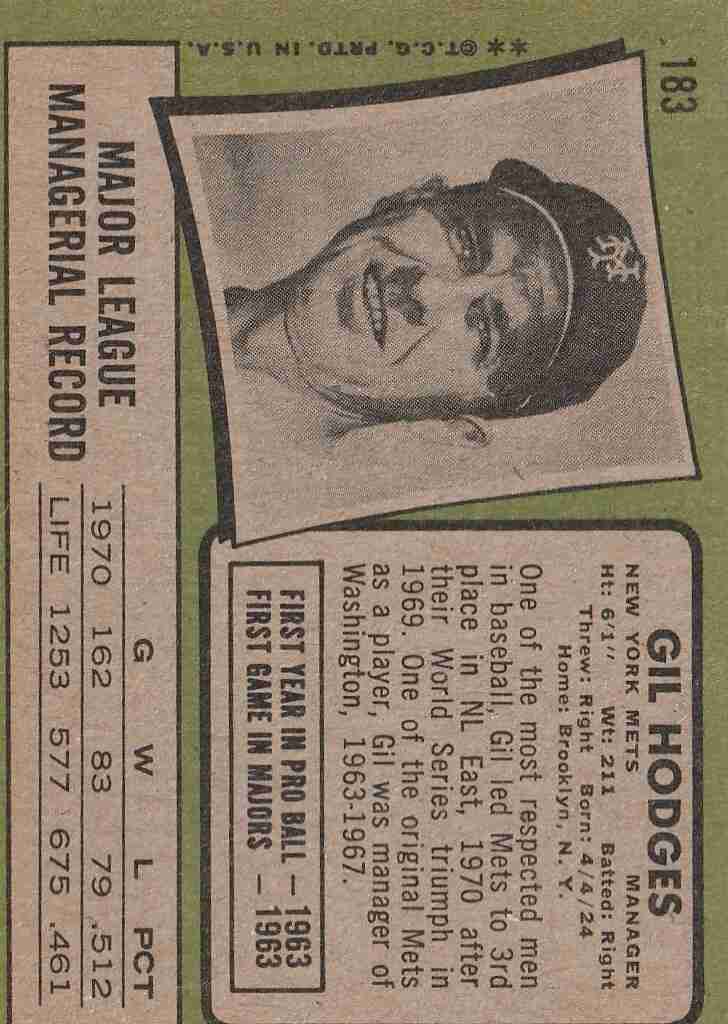 183
GIL HODGES
NEW YORK METS MANAGER
Ht: 6'1" Wt: 211 Batted: Right
Threw: Right Born: 4/4/24
Home: Brooklyn, N. Y.
One of the most respected men
in baseball, Gil led Mets to 3rd
place in NL East, 1970 after
their World Series triumph in
1969. One of the original Mets
as a player, Gil was manager of
Washington, 1963-1967.
FIRST YEAR IN PRO BALL — 1963
FIRST GAME IN MAJORS — 1963
NY
**©T.C.G. PRTD. IN U.S.A.
MAJOR LEAGUE
MANAGERIAL RECORD
G W L PCT
1970 162 83 79 .512
LIFE 1253 577 675 .461